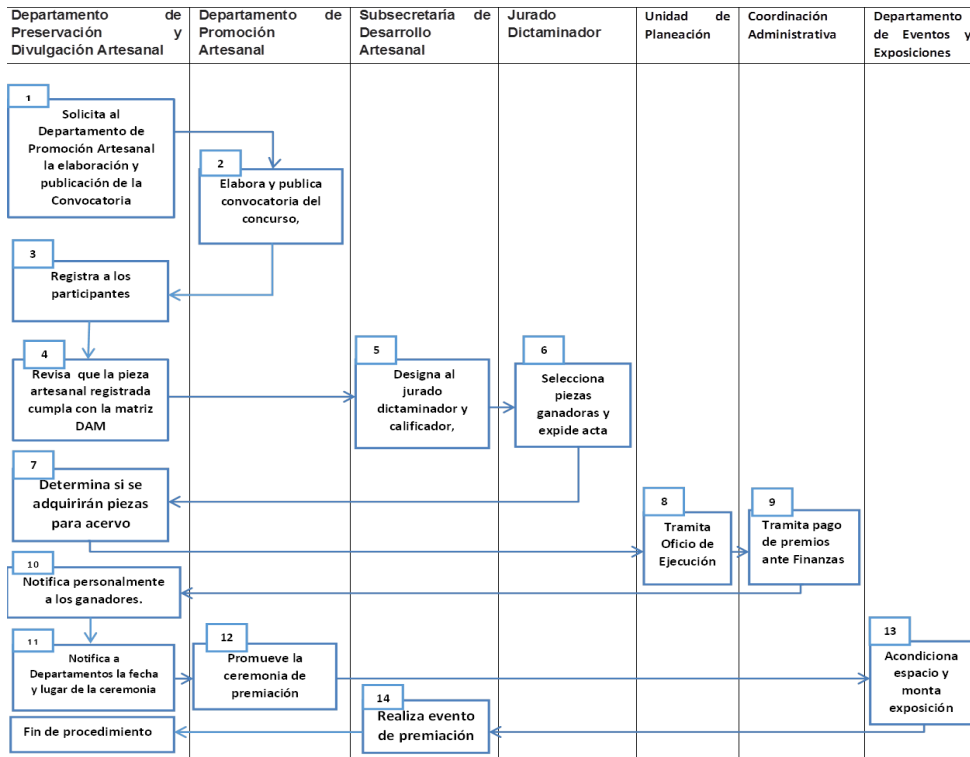 Departamento de
Preservación y
Divulgación Artesanal
Departamento de
Promoción
Artesanal
Subsecretaría de
Desarrollo
Artesanal
Jurado
Dictaminador
Unidad de
Planeación
Coordinación
Administrativa
Departamento
de Eventos y
Exposiciones
1
Solicita al
Departamento de
Promoción Artesanal
la elaboración y
publicación de la
Convocatoria
2
Elabora y publica
convocatoria del
concurso,
3
Registra a los
participantes
4
Revisa que la pieza
artesanal registrada
cumpla con la matriz
DAM
5
Designa al
jurado
dictaminador y
calificador,
6
Selecciona
piezas
ganadoras y
expide acta
7
Determina si se
adquirirán piezas
para acervo
8
Tramita
Oficio de
Ejecución
9
Tramita pago
de premios
ante Finanzas
10
Notifica personalmente
a los ganadores.
11
Notifica a
Departamentos la fecha
y lugar de la ceremonia
12
Promueve la
ceremonia de
premiación
13
Acondiciona
espacio y
monta
exposición
14
Realiza evento
de premiación
Fin de procedimiento